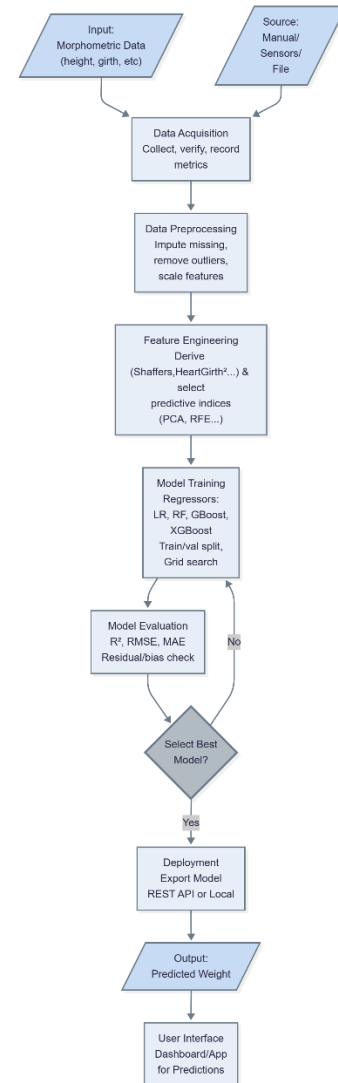 Input:
Morphometric Data
(height, girth, etc)
Source:
Manual/
Sensors/
File
Data Acquisition
Collect, verify, record
metrics
Data Preprocessing
Impute missing,
remove outliers,
scale features
Feature Engineering
Derive
(Shaffers,HeartGirth²...) &
select
predictive indices
(PCA, RFE...)
Model Training
Regressors:
LR, RF, GBoost,
XGBoost
Train/val split,
Grid search
Model Evaluation
R², RMSE, MAE
Residual/bias check
No
Select Best
Model?
Yes
Deployment
Export Model
REST API or Local
Output:
Predicted Weight
User Interface
Dashboard/App
for Predictions